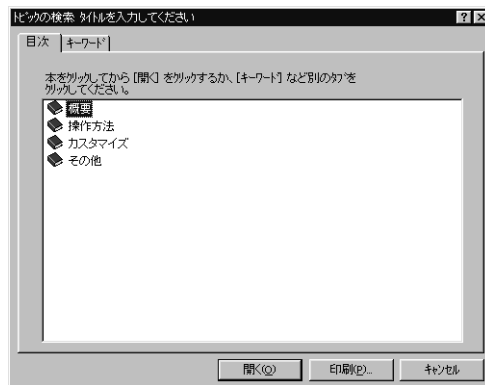 ﾄﾋﾟｯｸの検索 ﾀｲﾄﾙを入力してください
目次
ｷｰﾜｰﾄﾞ
本をｸﾘｯｸしてから [開く] をｸﾘｯｸするか、[ｷｰﾜｰﾄﾞ] など別のﾀﾌﾞを
ｸﾘｯｸしてください。
概要
操作方法
カスタマイズ
その他
開く(O)
印刷(P)...
ｷｬﾝｾﾙ